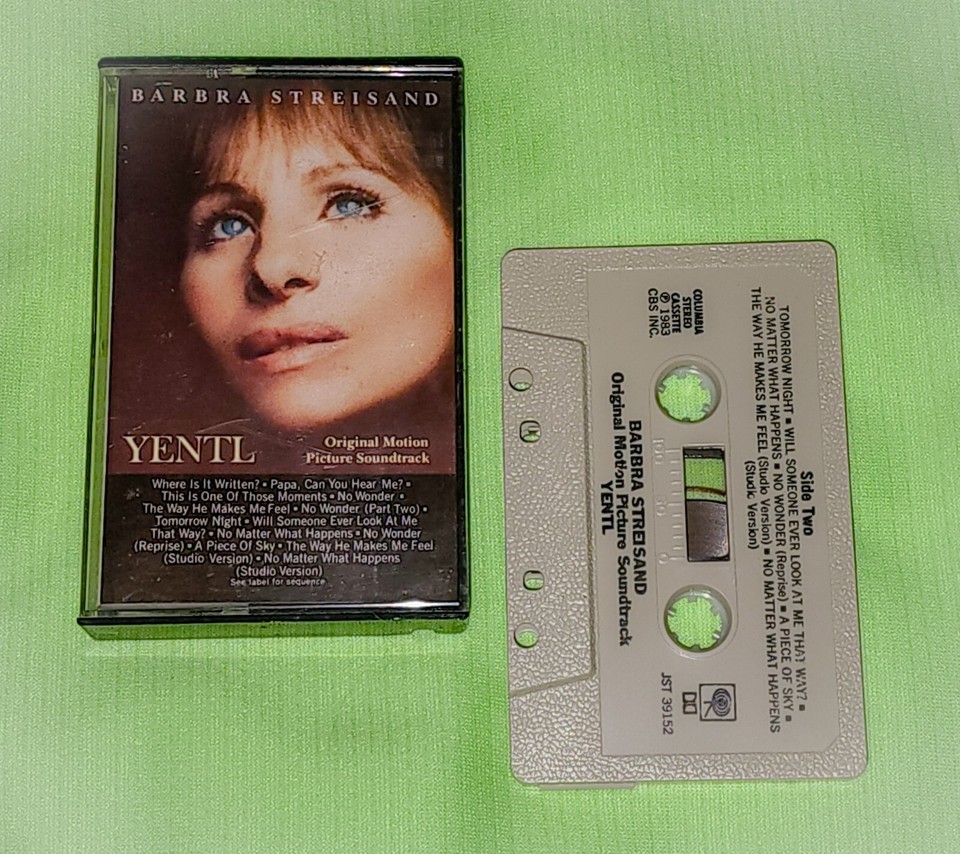 BARBRA STREISAND
YENTL
Original Motion
Picture Soundtrack
Where Is It Written? • Papa, Can You Hear Me? •
This Is One Of Those Moments • No Wonder •
The Way He Makes Me Feel • No Wonder (Part Two) •
Tomorrow Night • Will Someone Ever Look At Me
That Way? • No Matter What Happens • No Wonder
(Reprise) • A Piece Of Sky • The Way He Makes Me Feel
(Studio Version) • No Matter What Happens
(Studio Version)
See label for sequence
Side Two
TOMORROW NIGHT ■ WILL SOMEONE EVER LOOK AT ME THAT WAY? ■
NO MATTER WHAT HAPPENS ■ NO WONDER (Reprise) ■ A PIECE OF SKY ■
THE WAY HE MAKES ME FEEL (Studio Version) ■ NO MATTER WHAT HAPPENS
(Studio Version)
COLUMBIA
STEREO
CASSETTE
℗ 1983
CBS INC.
JST 39152
BARBRA STREISAND
Original Motion Picture Soundtrack
YENTL